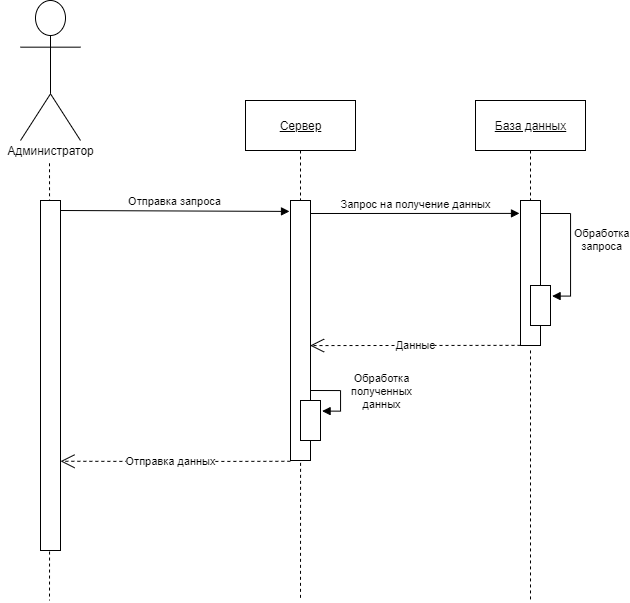 Администратор
Сервер
База данных
Отправка запроса
Запрос на получение данных
Обработка
запроса
Данные
Обработка
полученных
данных
Отправка данных